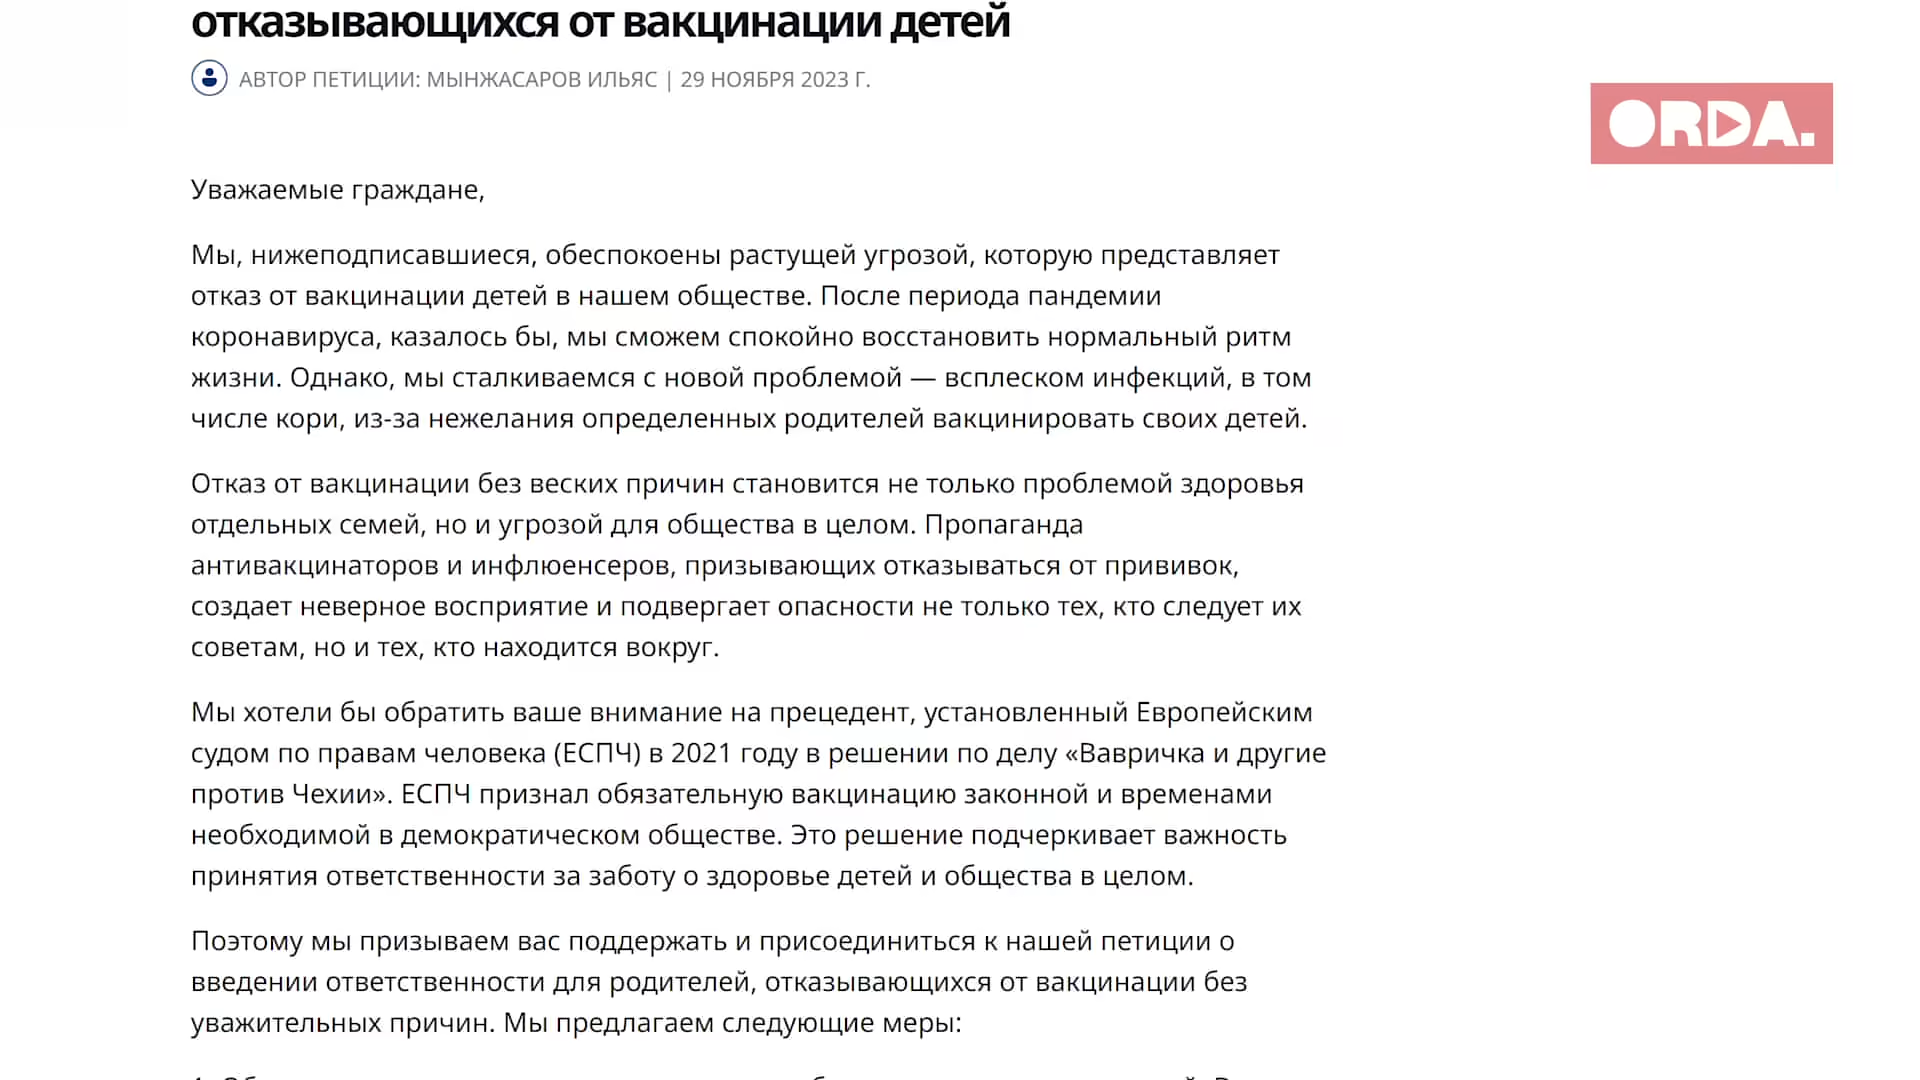 отказывающихся от вакцинации детей
АВТОР ПЕТИЦИИ: МЫНЖАСАРОВ ИЛЬЯС | 29 НОЯБРЯ 2023 Г.
ORDA.
Уважаемые граждане,
Мы, нижеподписавшиеся, обеспокоены растущей угрозой, которую представляет
отказ от вакцинации детей в нашем обществе. После периода пандемии
коронавируса, казалось бы, мы сможем спокойно восстановить нормальный ритм
жизни. Однако, мы сталкиваемся с новой проблемой — всплеском инфекций, в том
числе кори, из-за нежелания определенных родителей вакцинировать своих детей.
Отказ от вакцинации без веских причин становится не только проблемой здоровья
отдельных семей, но и угрозой для общества в целом. Пропаганда
антивакцинаторов и инфлюенсеров, призывающих отказываться от прививок,
создает неверное восприятие и подвергает опасности не только тех, кто следует их
советам, но и тех, кто находится вокруг.
Мы хотели бы обратить ваше внимание на прецедент, установленный Европейским
судом по правам человека (ЕСПЧ) в 2021 году в решении по делу «Вавричка и другие
против Чехии». ЕСПЧ признал обязательную вакцинацию законной и временами
необходимой в демократическом обществе. Это решение подчеркивает важность
принятия ответственности за заботу о здоровье детей и общества в целом.
Поэтому мы призываем вас поддержать и присоединиться к нашей петиции о
введении ответственности для родителей, отказывающихся от вакцинации без
уважительных причин. Мы предлагаем следующие меры: